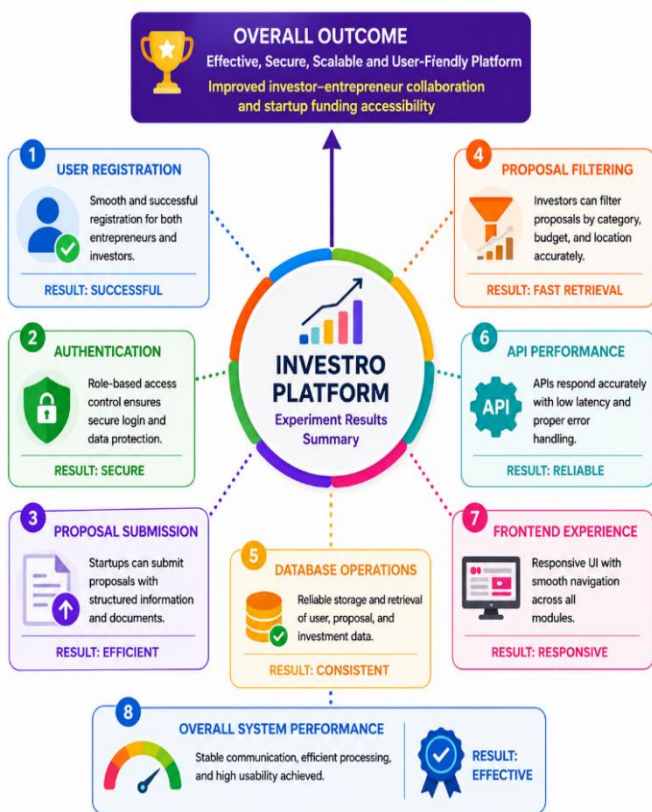 OVERALL OUTCOME
Effective, Secure, Scalable and User-Friendly Platform
Improved investor–entrepreneur collaboration
and startup funding accessibility
1
USER REGISTRATION
Smooth and successful
registration for both
entrepreneurs and
investors.
RESULT: SUCCESSFUL
4
PROPOSAL FILTERING
Investors can filter
proposals by category,
budget, and location
accurately.
RESULT: FAST RETRIEVAL
2
AUTHENTICATION
Role-based access
control ensures
secure login and
data protection.
RESULT: SECURE
INVESTRO
PLATFORM
Experiment Results
Summary
6
API PERFORMANCE
API
APIs respond accurately
with low latency and
proper error
handling.
RESULT: RELIABLE
3
PROPOSAL SUBMISSION
Startups can submit
proposals with
structured information
and documents.
RESULT: EFFICIENT
5
DATABASE OPERATIONS
Reliable storage and retrieval
of user, proposal, and
investment data.
RESULT: CONSISTENT
7
FRONTEND EXPERIENCE
Responsive UI with
smooth navigation
across all
modules.
RESULT: RESPONSIVE
8
OVERALL SYSTEM PERFORMANCE
Stable communication, efficient processing,
and high usability achieved.
RESULT:
EFFECTIVE